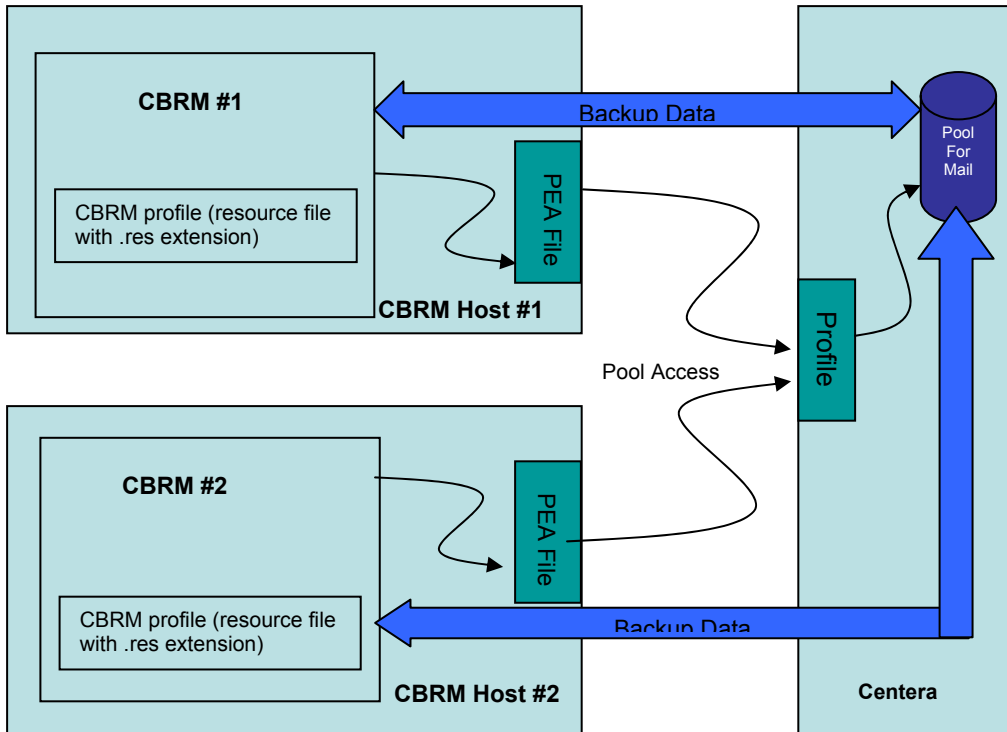 CBRM #1
CBRM profile (resource file
with .res extension)
PEA File
CBRM Host #1
Backup Data
Pool
For
Mail
Profile
Pool Access
CBRM #2
CBRM profile (resource file
with .res extension)
PEA File
CBRM Host #2
Backup Data
Centera